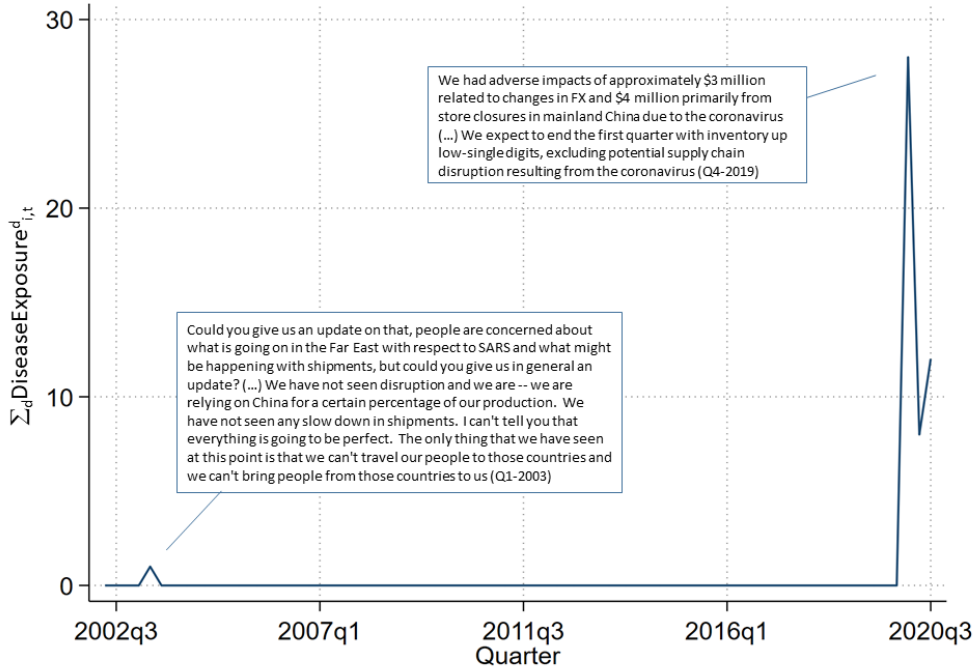 30
We had adverse impacts of approximately $3 million
related to changes in FX and $4 million primarily from
store closures in mainland China due to the coronavirus
(...) We expect to end the first quarter with inventory up
low-single digits, excluding potential supply chain
disruption resulting from the coronavirus (Q4-2019)
20
∑dDiseaseExposure^d_i,t
Could you give us an update on that, people are concerned about
what is going on in the Far East with respect to SARS and what might
be happening with shipments, but could you give us in general an
update? (...) We have not seen disruption and we are -- we are
relying on China for a certain percentage of our production. We
have not seen any slow down in shipments. I can't tell you that
everything is going to be perfect. The only thing that we have seen
at this point is that we can't travel our people to those countries and
we can't bring people from those countries to us (Q1-2003)
10
0
2002q3 2007q1 2011q3 2016q1 2020q3
Quarter